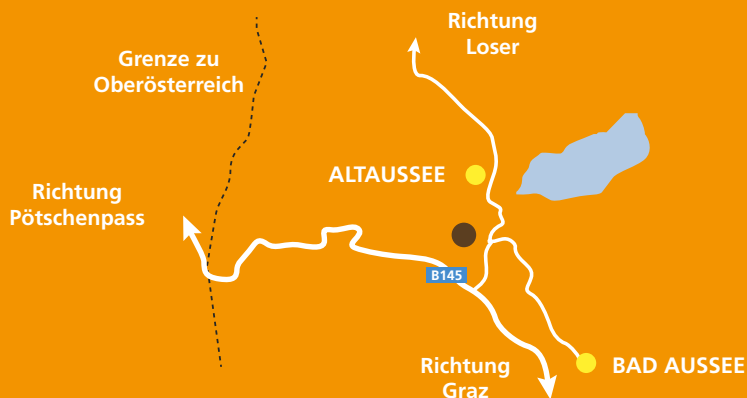 Richtung
Loser
Grenze zu
Oberösterreich
ALTAUSSEE
Richtung
Pötschenpass
B145
Richtung
Graz
BAD AUSSEE